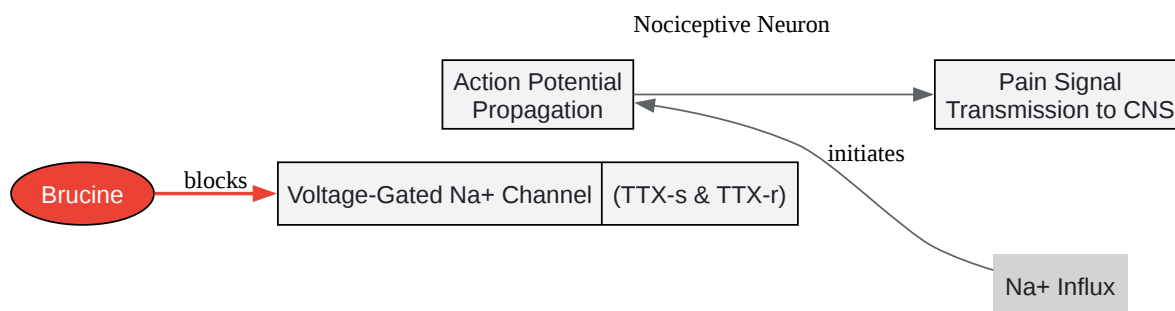 Nociceptive Neuron
Action Potential
Propagation
Pain Signal
Transmission to CNS
initiates
Brucine
blocks
Voltage-Gated Na+ Channel
(TTX-s & TTX-r)
Na+ Influx